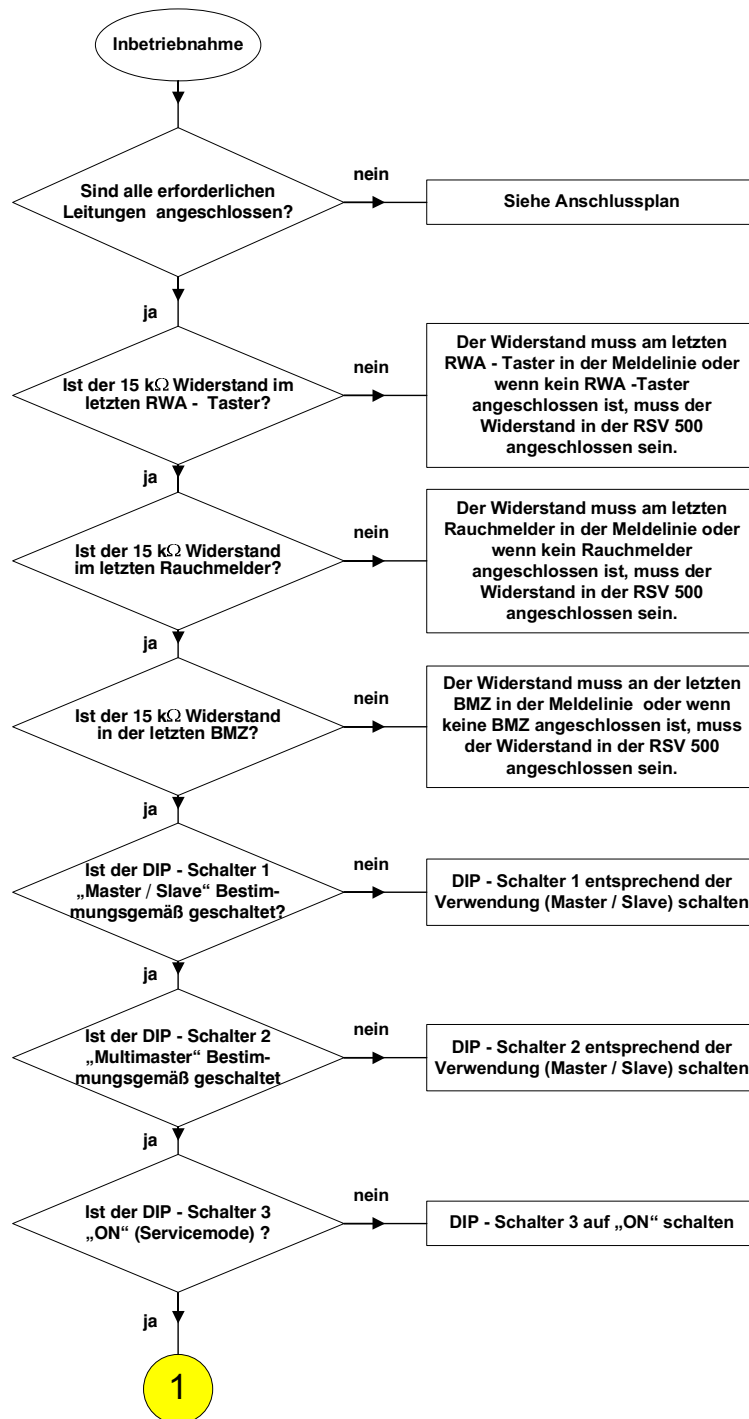 Inbetriebnahme
Sind alle erforderlichen
Leitungen angeschlossen?
nein
Siehe Anschlussplan
ja
Ist der 15 kΩ Widerstand im
letzten RWA - Taster?
nein
Der Widerstand muss am letzten
RWA - Taster in der Meldelinie oder
wenn kein RWA -Taster
angeschlossen ist, muss der
Widerstand in der RSV 500
angeschlossen sein.
ja
Ist der 15 kΩ Widerstand
im letzten Rauchmelder?
nein
Der Widerstand muss am letzten
Rauchmelder in der Meldelinie oder
wenn kein Rauchmelder
angeschlossen ist, muss der
Widerstand in der RSV 500
angeschlossen sein.
ja
Ist der 15 kΩ Widerstand
in der letzten BMZ?
nein
Der Widerstand muss an der letzten
BMZ in der Meldelinie oder wenn
keine BMZ angeschlossen ist, muss
der Widerstand in der RSV 500
angeschlossen sein.
ja
Ist der DIP - Schalter 1
„Master / Slave“ Bestim-
mungsgemäß geschaltet?
nein
DIP - Schalter 1 entsprechend der
Verwendung (Master / Slave) schalten
ja
Ist der DIP - Schalter 2
„Multimaster“ Bestim-
mungsgemäß geschaltet
nein
DIP - Schalter 2 entsprechend der
Verwendung (Master / Slave) schalten
ja
Ist der DIP - Schalter 3
„ON“ (Servicemode) ?
nein
DIP - Schalter 3 auf „ON“ schalten
ja
1